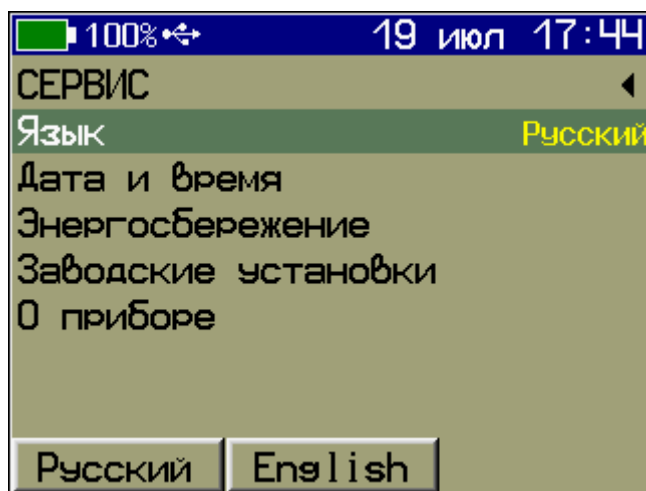 100% 19 июл 17:44
СЕРВИС
Язык Русский
Дата и время
Энергосбережение
Заводские установки
О приборе
Русский English